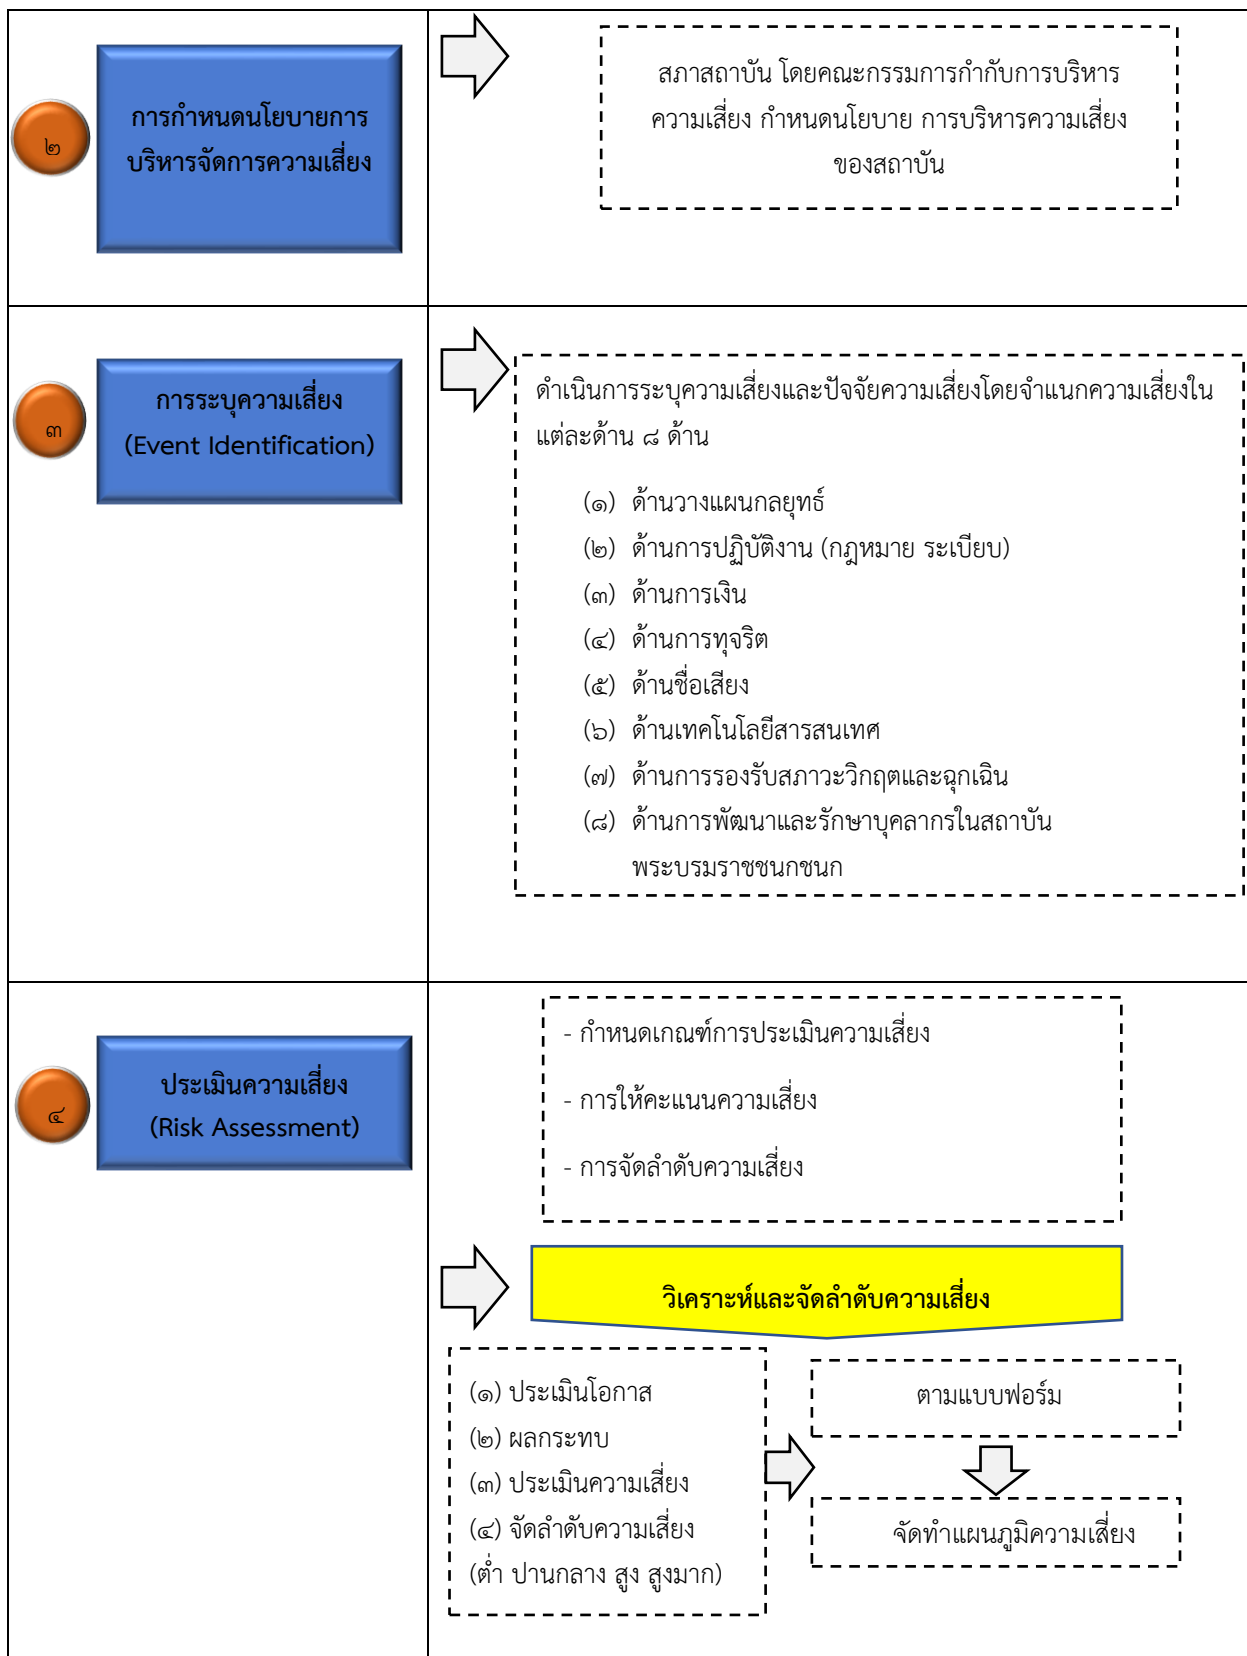 ๒
การกำหนดนโยบายการ
บริหารจัดการความเสี่ยง
สภาสถาบัน โดยคณะกรรมการกำกับการบริหาร
ความเสี่ยง กำหนดนโยบาย การบริหารความเสี่ยง
ของสถาบัน
๓
การระบุความเสี่ยง
(Event Identification)
ดำเนินการระบุความเสี่ยงและปัจจัยความเสี่ยงโดยจำแนกความเสี่ยงใน
แต่ละด้าน ๘ ด้าน
(๑) ด้านวางแผนกลยุทธ์
(๒) ด้านการปฏิบัติงาน (กฎหมาย ระเบียบ)
(๓) ด้านการเงิน
(๔) ด้านการทุจริต
(๕) ด้านชื่อเสียง
(๖) ด้านเทคโนโลยีสารสนเทศ
(๗) ด้านการรองรับสภาวะวิกฤตและฉุกเฉิน
(๘) ด้านการพัฒนาและรักษาบุคลากรในสถาบัน
พระบรมราชชนกชนก
๔
ประเมินความเสี่ยง
(Risk Assessment)
- กำหนดเกณฑ์การประเมินความเสี่ยง
- การให้คะแนนความเสี่ยง
- การจัดลำดับความเสี่ยง
วิเคราะห์และจัดลำดับความเสี่ยง
(๑) ประเมินโอกาส
(๒) ผลกระทบ
(๓) ประเมินความเสี่ยง
(๔) จัดลำดับความเสี่ยง
(ต่ำ ปานกลาง สูง สูงมาก)
ตามแบบฟอร์ม
จัดทำแผนภูมิความเสี่ยง